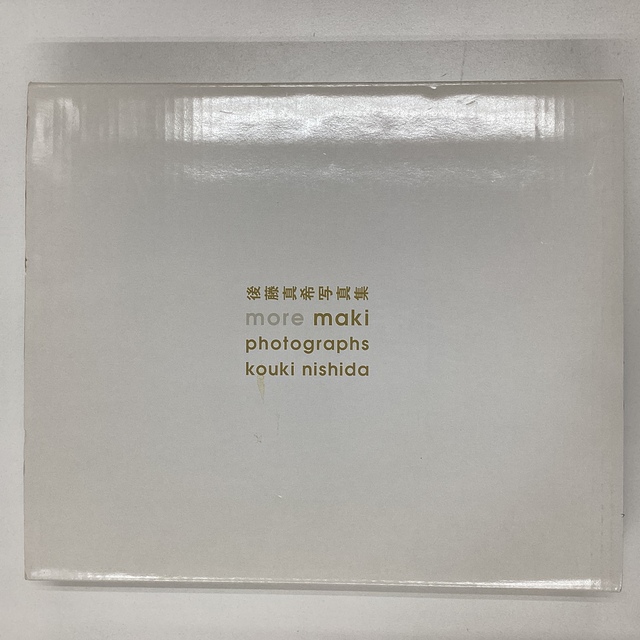 後藤真希写真集
more maki
photographs
kouki nishida